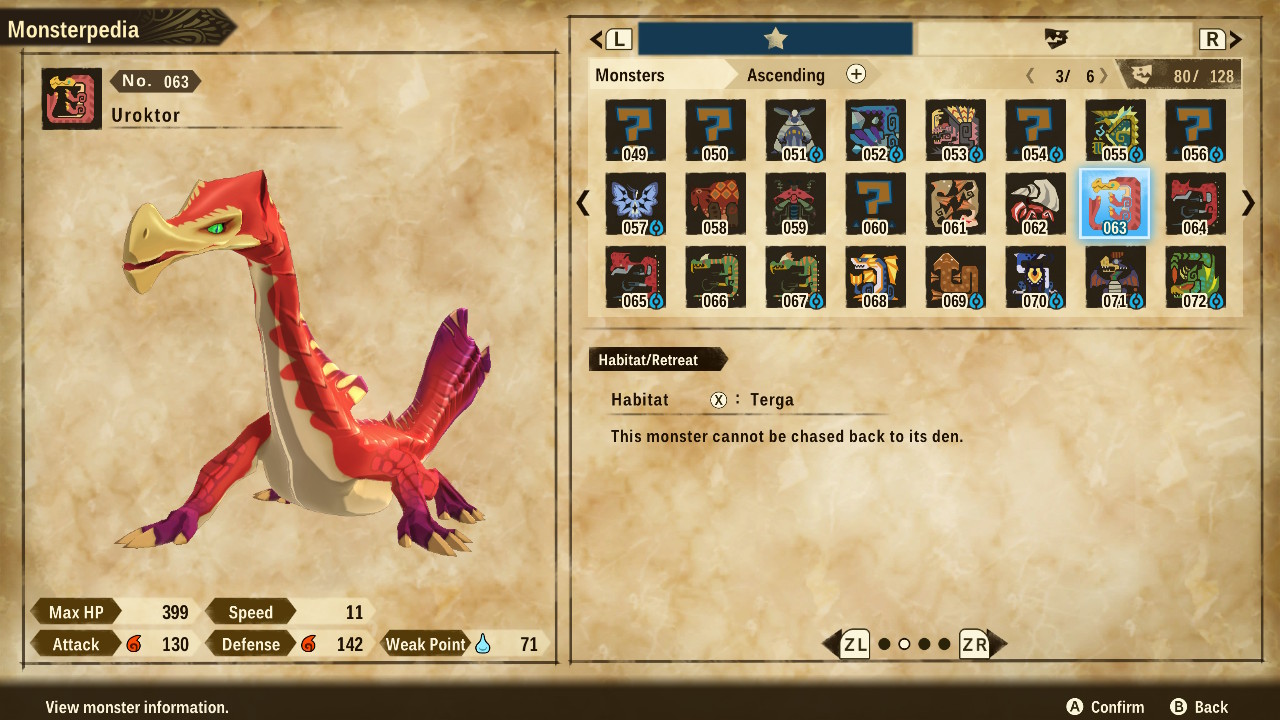 Monsterpedia
No. 063
Uroktor
L
R
Monsters
Ascending
3/ 6
80/ 128
049 050 051 052 053 054 055 056
057 058 059 060 061 062 063 064
065 066 067 068 069 070 071 072
Habitat/Retreat
Habitat X : Terga
This monster cannot be chased back to its den.
Max HP 399 Speed 11
Attack 130 Defense 142 Weak Point 71
ZL ZR
View monster information.
A Confirm B Back